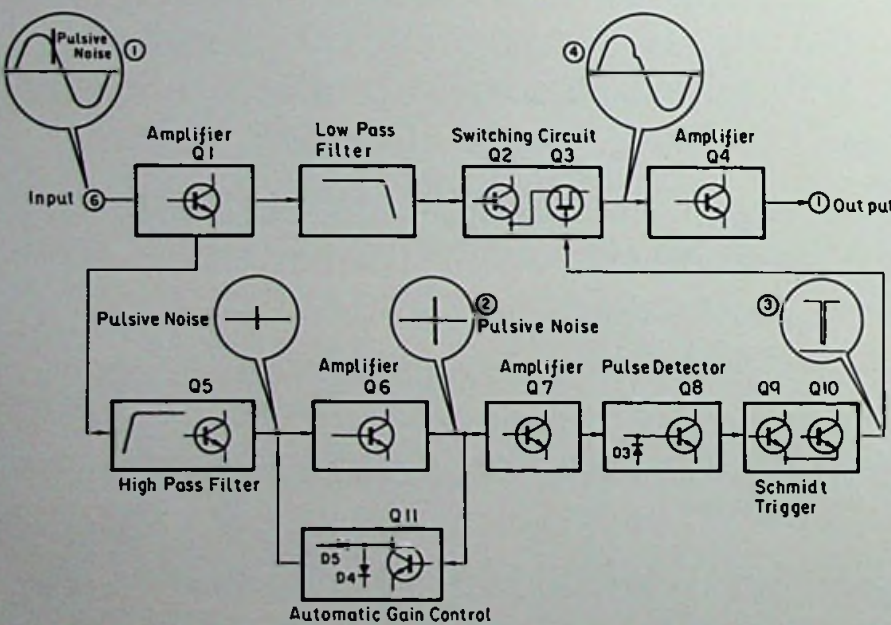 Pulsive
Noise
①
④
Amplifier
Q1
Low Pass
Filter
Switching Circuit
Q2 Q3
Amplifier
Q4
Input ⑥
① Out put
Pulsive Noise
②
Pulsive Noise
③
Q5
High Pass Filter
Amplifier
Q6
Amplifier
Q7
Pulse Detector
Q8
D3
Q9 Q10
Schmidt
Trigger
Q11
D5
D4
Automatic Gain Control